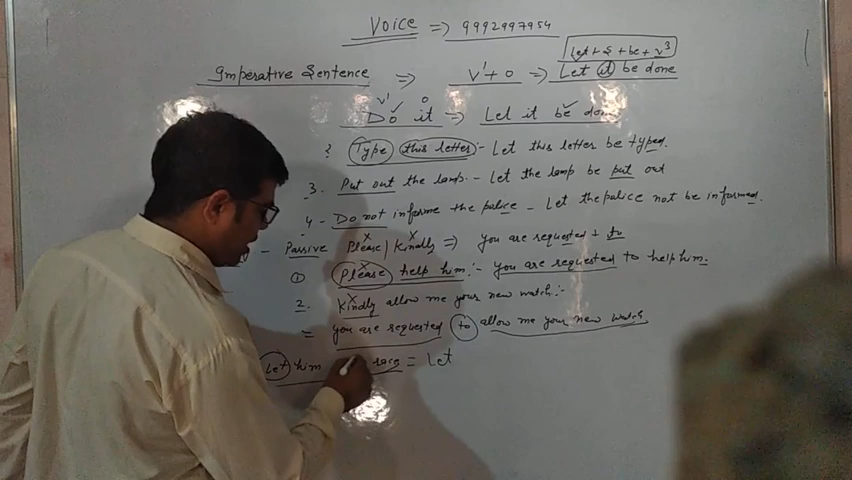 Voice ⇒ 9992997954
Let + S + be + V³
Imperative Sentence ⇒ V' + O ⇒ Let it be done
V' O
Do it ⇒ Let it be done
2 Type this letter :- Let this letter be typed.
3. Put out the lamb - Let the lamp be put out
4 - Do not informe the police - Let the police not be informed.
- Passive Please / Kindly ⇒ you are requested + to
① Please help him :- you are requested to help him.
2. Kindly allow me your new watch :-
= you are requested to allow me your new watch.
Let him race = Let